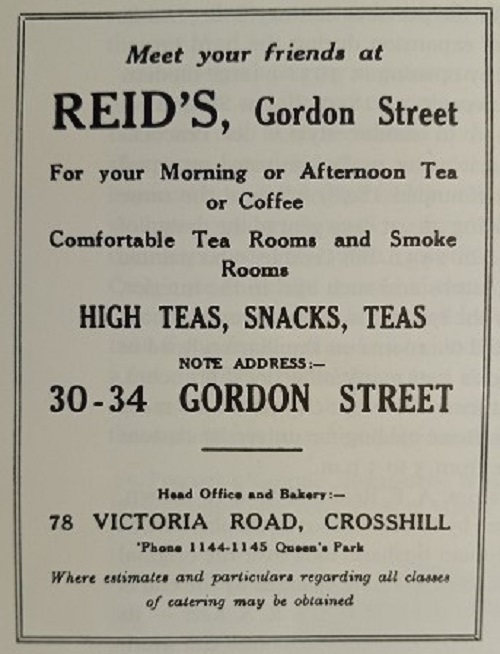 Meet your friends at
REID'S, Gordon Street
For your Morning or Afternoon Tea
or Coffee
Comfortable Tea Rooms and Smoke
Rooms
HIGH TEAS, SNACKS, TEAS
NOTE ADDRESS:—
30-34 GORDON STREET
Head Office and Bakery:—
78 VICTORIA ROAD, CROSSHILL
'Phone 1144-1145 Queen's Park
Where estimates and particulars regarding all classes
of catering may be obtained